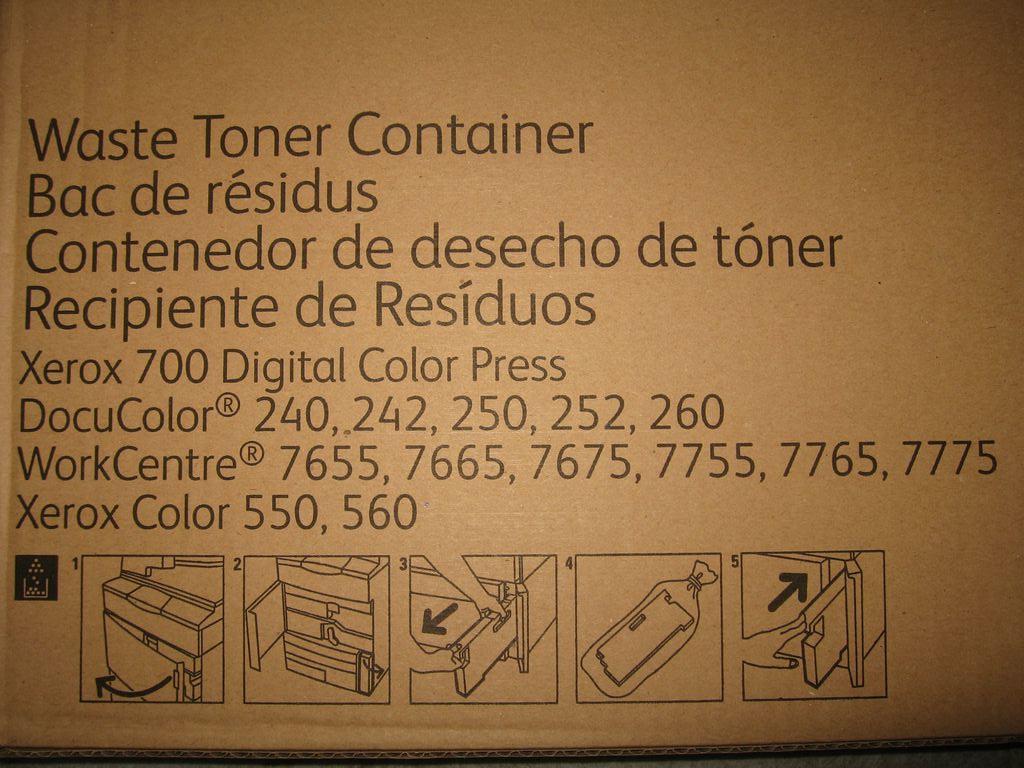 Waste Toner Container
Bac de résidus
Contenedor de desecho de tóner
Recipiente de Resíduos
Xerox 700 Digital Color Press
DocuColor® 240, 242, 250, 252, 260
WorkCentre® 7655, 7665, 7675, 7755, 7765, 7775
Xerox Color 550, 560
1 2 3 4 5